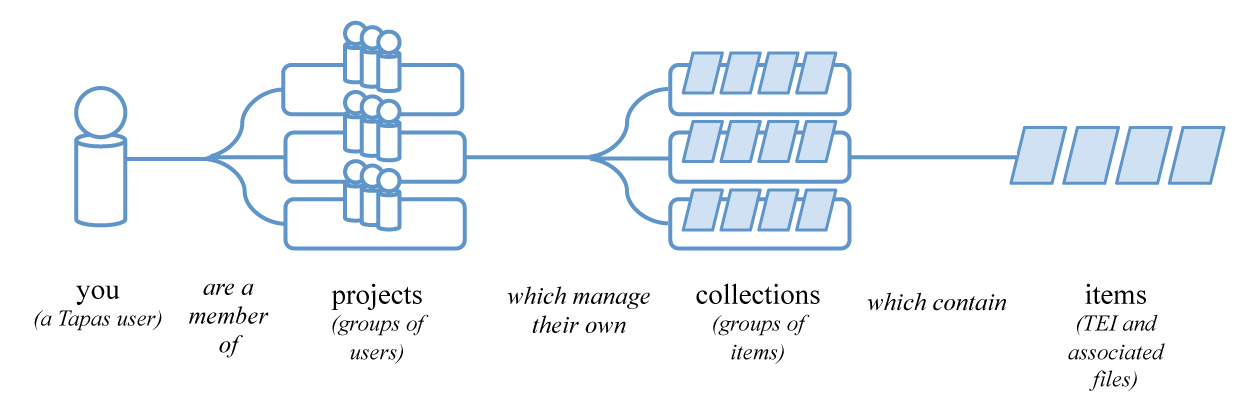 you
(a Tapas user)
are a
member
of
projects
(groups of
users)
which manage
their own
collections
(groups of
items)
which contain
items
(TEI and
associated
files)